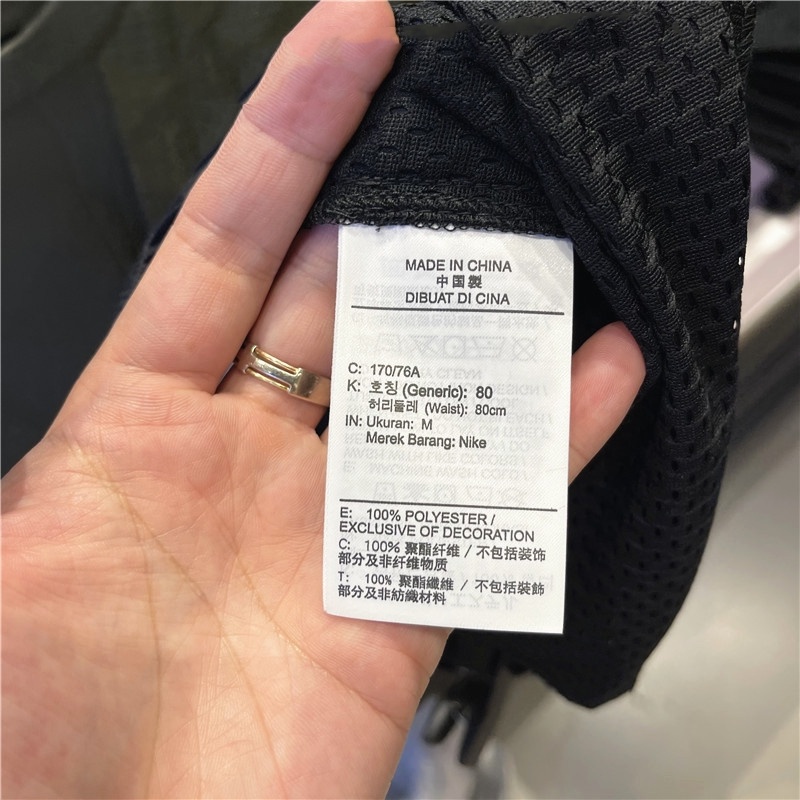 MADE IN CHINA
中国製
DIBUAT DI CINA
C: 170/76A
K: 호칭 (Generic): 80
허리둘레 (Waist): 80cm
IN: Ukuran: M
Merek Barang: Nike
E: 100% POLYESTER /
EXCLUSIVE OF DECORATION
C: 100% 聚酯纤维 / 不包括装饰
部分及非纤维物质
T: 100% 聚酯纖維 / 不包括裝飾
部分及非紡織材料